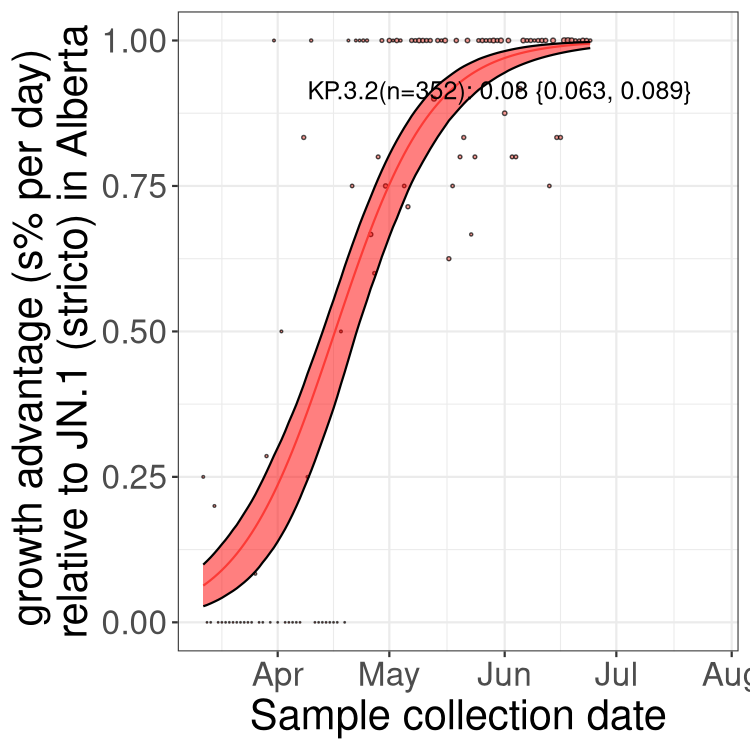 growth advantage (s% per day)
relative to JN.1 (stricto) in Alberta
1.00
0.75
0.50
0.25
0.00
KP.3.2(n=352): 0.08 {0.063, 0.089}
Apr May Jun Jul Aug
Sample collection date